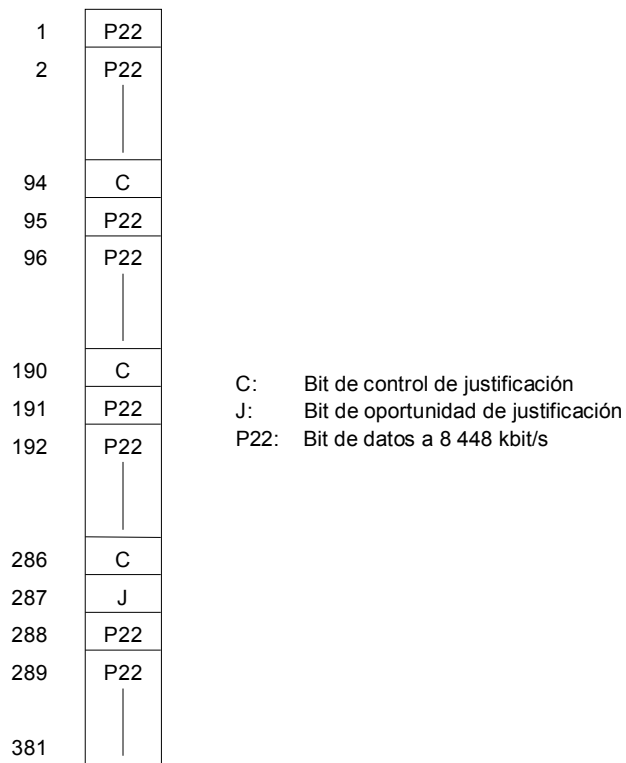 1 P22
2 P22
94 C
95 P22
96 P22
190 C
191 P22
192 P22
286 C
287 J
288 P22
289 P22
381
C: Bit de control de justificación
J: Bit de oportunidad de justificación
P22: Bit de datos a 8 448 kbit/s